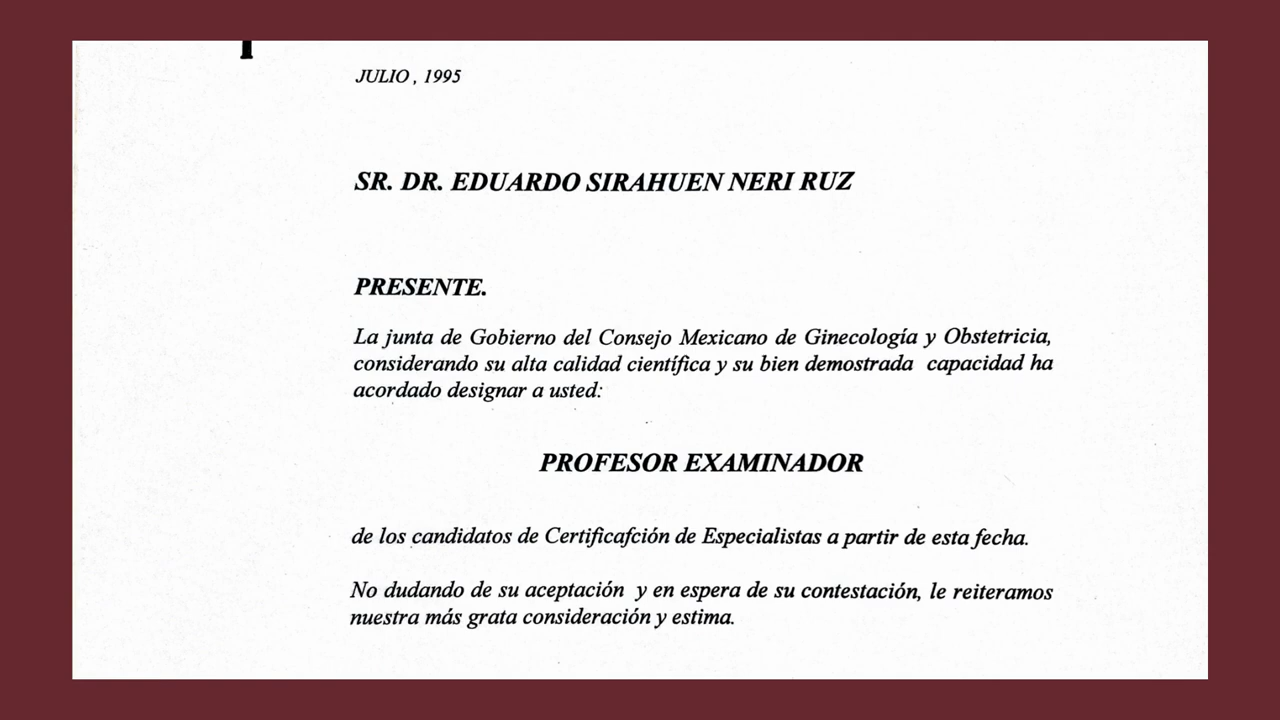 JULIO , 1995
SR. DR. EDUARDO SIRAHUEN NERI RUZ
PRESENTE.
La junta de Gobierno del Consejo Mexicano de Ginecología y Obstetricia,
considerando su alta calidad científica y su bien demostrada capacidad ha
acordado designar a usted:
PROFESOR EXAMINADOR
de los candidatos de Certificafción de Especialistas a partir de esta fecha.
No dudando de su aceptación y en espera de su contestación, le reiteramos
nuestra más grata consideración y estima.